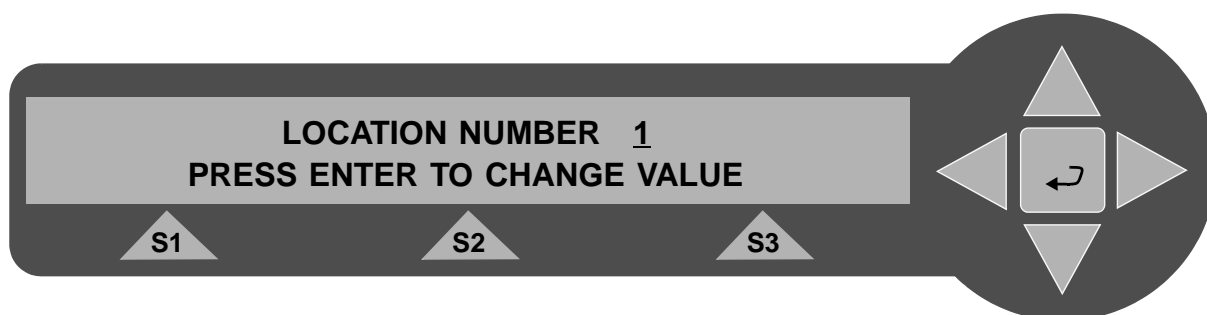 LOCATION NUMBER 1
PRESS ENTER TO CHANGE VALUE
S1 S2 S3